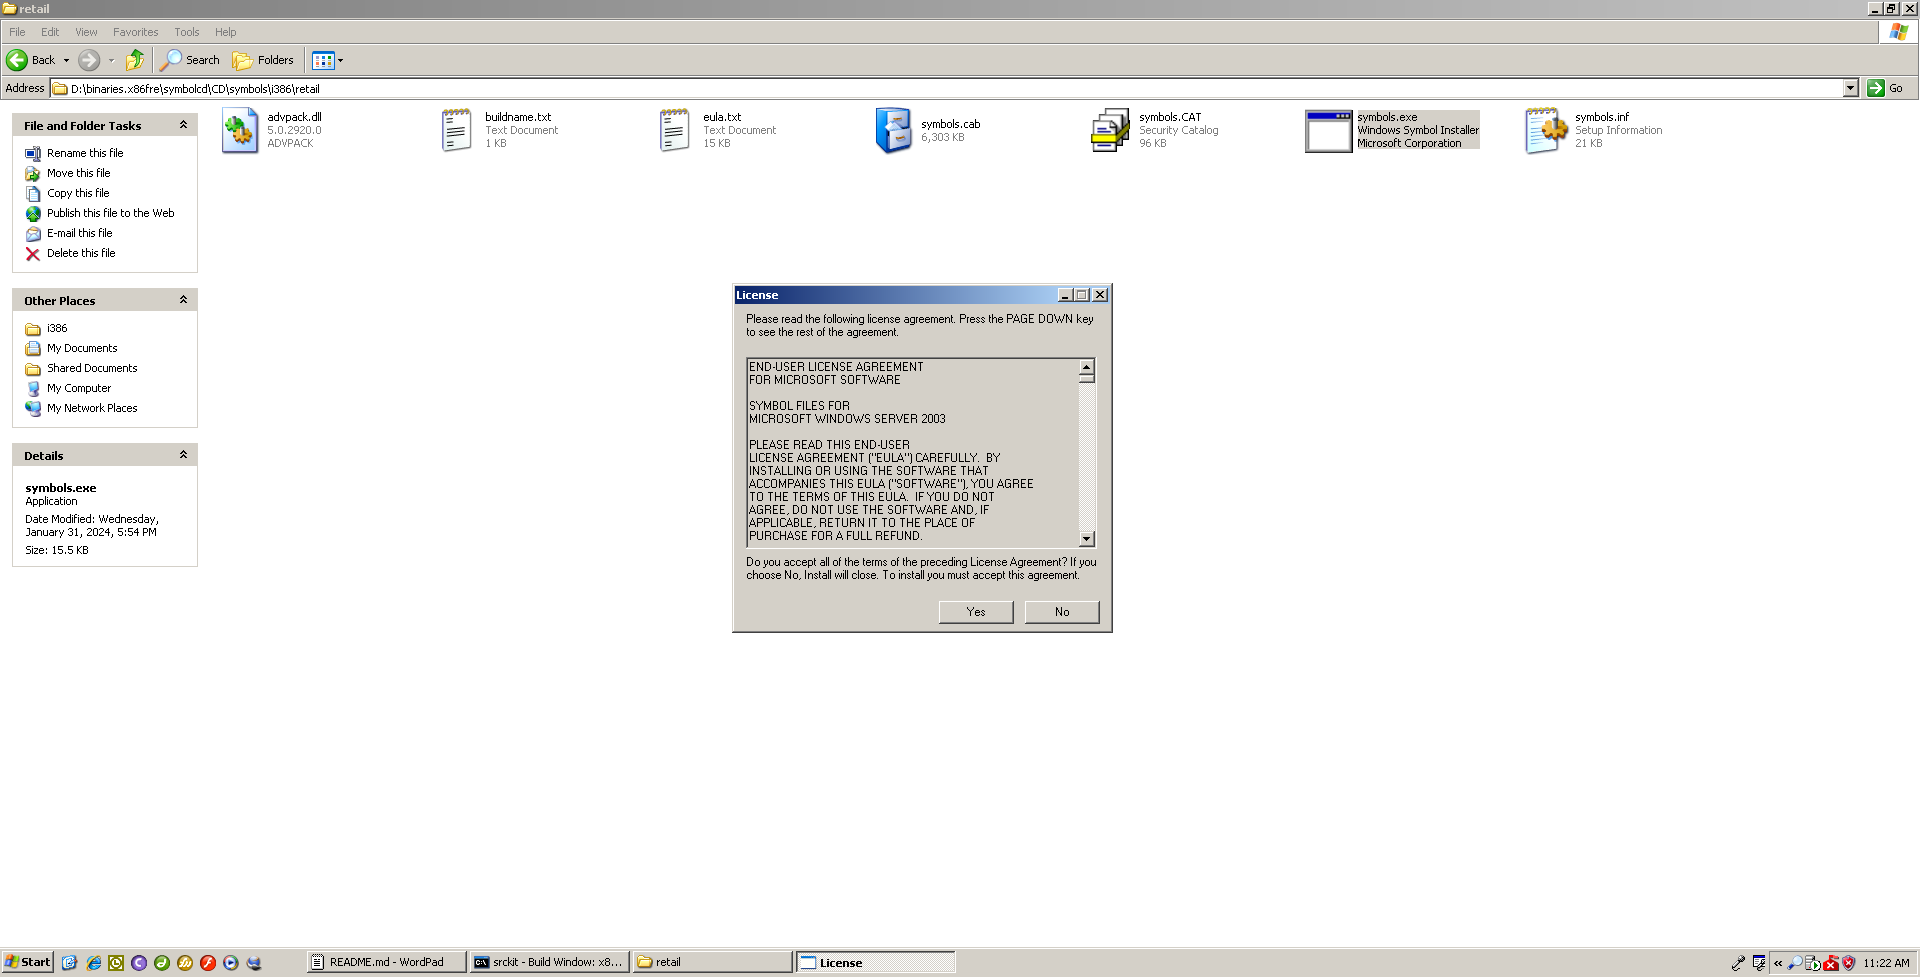 retail
File Edit View Favorites Tools Help
Back Search Folders
Address D:\binaries.x86fre\symbolcd\CD\symbols\i386\retail Go
File and Folder Tasks
Rename this file
Move this file
Copy this file
Publish this file to the Web
E-mail this file
Delete this file
Other Places
i386
My Documents
Shared Documents
My Computer
My Network Places
Details
symbols.exe
Application
Date Modified: Wednesday,
January 31, 2024, 5:54 PM
Size: 15.5 KB
advpack.dll
5.0.2920.0
ADVPACK
buildname.txt
Text Document
1 KB
eula.txt
Text Document
15 KB
symbols.cab
6,303 KB
symbols.CAT
Security Catalog
96 KB
symbols.exe
Windows Symbol Installer
Microsoft Corporation
symbols.inf
Setup Information
21 KB
License
Please read the following license agreement. Press the PAGE DOWN key
to see the rest of the agreement.
END-USER LICENSE AGREEMENT
FOR MICROSOFT SOFTWARE
SYMBOL FILES FOR
MICROSOFT WINDOWS SERVER 2003
PLEASE READ THIS END-USER
LICENSE AGREEMENT ("EULA") CAREFULLY.  BY
INSTALLING OR USING THE SOFTWARE THAT
ACCOMPANIES THIS EULA ("SOFTWARE"), YOU AGREE
TO THE TERMS OF THIS EULA.  IF YOU DO NOT
AGREE, DO NOT USE THE SOFTWARE AND, IF
APPLICABLE, RETURN IT TO THE PLACE OF
PURCHASE FOR A FULL REFUND.
Do you accept all of the terms of the preceding License Agreement? If you
choose No, Install will close. To install you must accept this agreement.
Yes No
Start README.md - WordPad srckit - Build Window: x8... retail License 11:22 AM